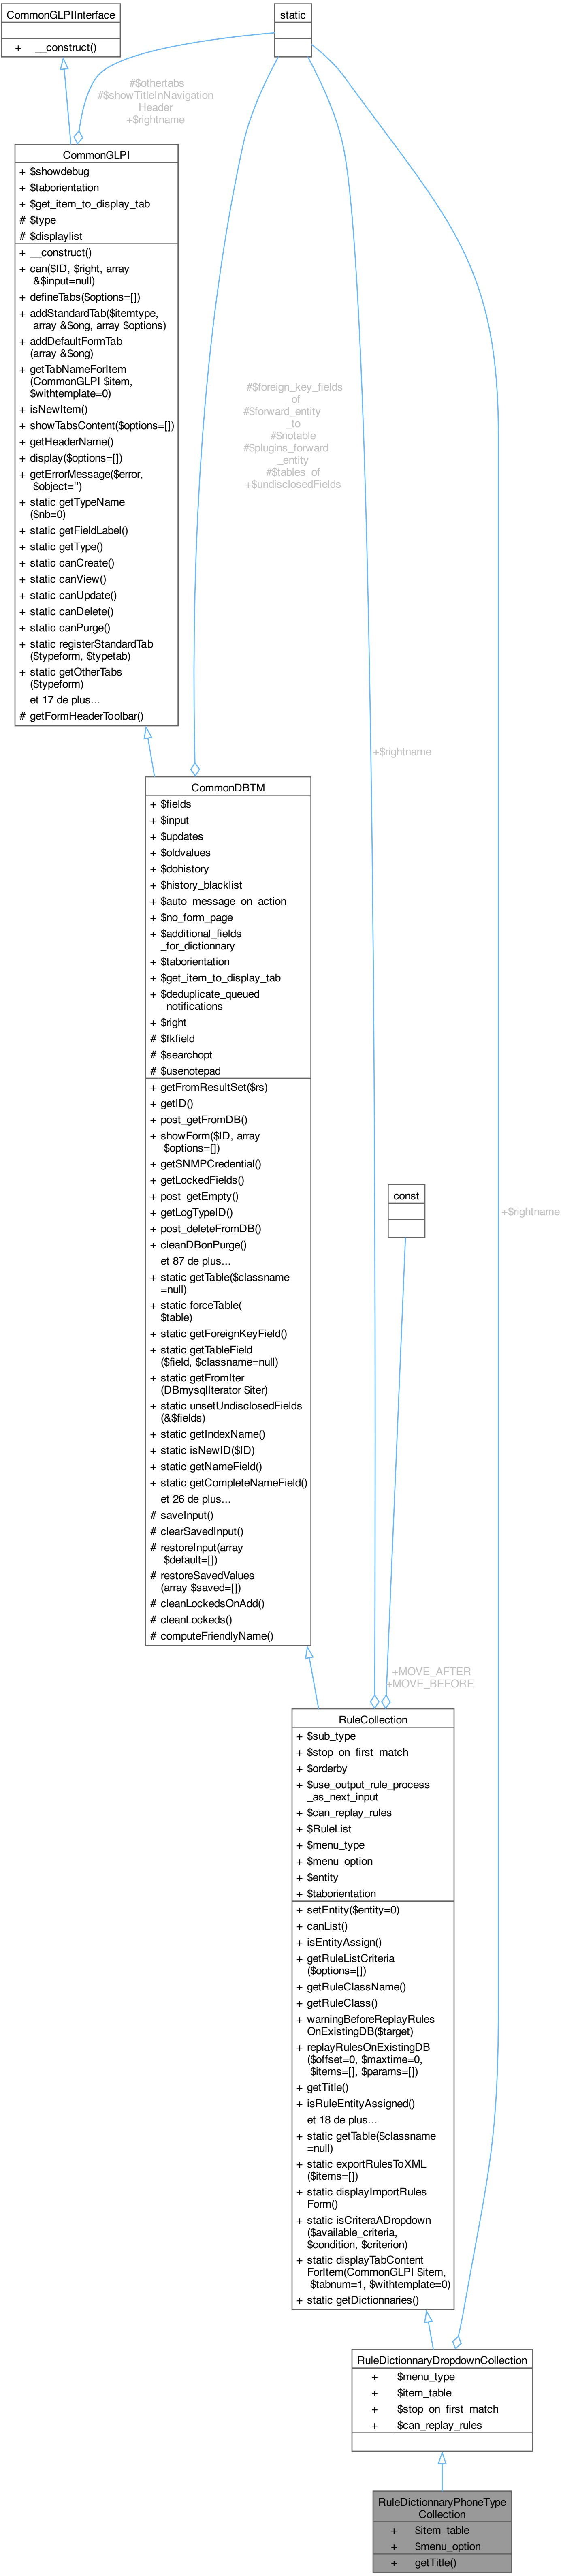 CommonGLPIInterface
+ __construct()
static
#$othertabs
#$showTitleInNavigation
Header
+$rightname
CommonGLPI
+ $showdebug
+ $taborientation
+ $get_item_to_display_tab
# $type
# $displaylist
+ __construct()
+ can($ID, $right, array
&$input=null)
+ defineTabs($options=[])
+ addStandardTab($itemtype,
array &$ong, array $options)
+ addDefaultFormTab
(array &$ong)
+ getTabNameForItem
(CommonGLPI $item,
$withtemplate=0)
+ isNewItem()
+ showTabsContent($options=[])
+ getHeaderName()
+ display($options=[])
+ getErrorMessage($error,
$object='')
+ static getTypeName
($nb=0)
+ static getFieldLabel()
+ static getType()
+ static canCreate()
+ static canView()
+ static canUpdate()
+ static canDelete()
+ static canPurge()
+ static registerStandardTab
($typeform, $typetab)
+ static getOtherTabs
($typeform)
et 17 de plus...
# getFormHeaderToolbar()
#$foreign_key_fields
_of
#$forward_entity
_to
#$notable
#$plugins_forward
_entity
#$tables_of
+$undisclosedFields
+$rightname
CommonDBTM
+ $fields
+ $input
+ $updates
+ $oldvalues
+ $dohistory
+ $history_blacklist
+ $auto_message_on_action
+ $no_form_page
+ $additional_fields
_for_dictionnary
+ $taborientation
+ $get_item_to_display_tab
+ $deduplicate_queued
_notifications
+ $right
# $fkfield
# $searchopt
# $usenotepad
+ getFromResultSet($rs)
+ getID()
+ post_getFromDB()
+ showForm($ID, array
$options=[])
+ getSNMPCredential()
+ getLockedFields()
+ post_getEmpty()
+ getLogTypeID()
+ post_deleteFromDB()
+ cleanDBonPurge()
et 87 de plus...
+ static getTable($classname
=null)
+ static forceTable(
$table)
+ static getForeignKeyField()
+ static getTableField
($field, $classname=null)
+ static getFromIter
(DBmysqlIterator $iter)
+ static unsetUndisclosedFields
(&$fields)
+ static getIndexName()
+ static isNewID($ID)
+ static getNameField()
+ static getCompleteNameField()
et 26 de plus...
# saveInput()
# clearSavedInput()
# restoreInput(array
$default=[])
# restoreSavedValues
(array $saved=[])
# cleanLockedsOnAdd()
# cleanLockeds()
# computeFriendlyName()
const
+$rightname
+MOVE_AFTER
+MOVE_BEFORE
RuleCollection
+ $sub_type
+ $stop_on_first_match
+ $orderby
+ $use_output_rule_process
_as_next_input
+ $can_replay_rules
+ $RuleList
+ $menu_type
+ $menu_option
+ $entity
+ $taborientation
+ setEntity($entity=0)
+ canList()
+ isEntityAssign()
+ getRuleListCriteria
($options=[])
+ getRuleClassName()
+ getRuleClass()
+ warningBeforeReplayRules
OnExistingDB($target)
+ replayRulesOnExistingDB
($offset=0, $maxtime=0,
$items=[], $params=[])
+ getTitle()
+ isRuleEntityAssigned()
et 18 de plus...
+ static getTable($classname
=null)
+ static exportRulesToXML
($items=[])
+ static displayImportRules
Form()
+ static isCriteraADropdown
($available_criteria,
$condition, $criterion)
+ static displayTabContent
ForItem(CommonGLPI $item,
$tabnum=1, $withtemplate=0)
+ static getDictionnaries()
RuleDictionnaryDropdownCollection
+ $menu_type
+ $item_table
+ $stop_on_first_match
+ $can_replay_rules
RuleDictionnaryPhoneType
Collection
+ $item_table
+ $menu_option
+ getTitle()